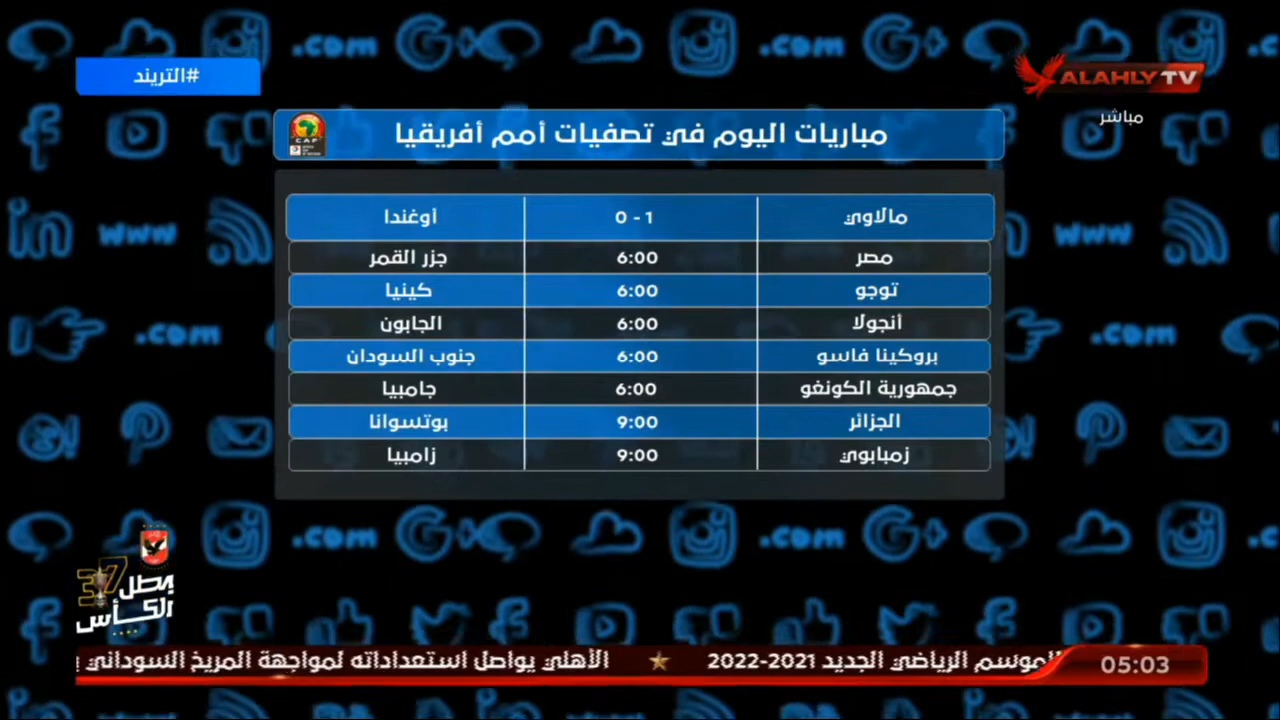 #التريند
ALAHLY TV
مباشر
مباريات اليوم في تصفيات أمم أفريقيا
CAF
مالاوي 1 - 0 أوغندا
مصر 6:00 جزر القمر
توجو 6:00 كينيا
أنجولا 6:00 الجابون
بروكينا فاسو 6:00 جنوب السودان
جمهورية الكونغو 6:00 جامبيا
الجزائر 9:00 بوتسوانا
زمبابوي 9:00 زامبيا
بطل 37
الكأس
05:03
الموسم الرياضي الجديد 2021-2022 الأهلي يواصل استعداداته لمواجهة المريخ السوداني